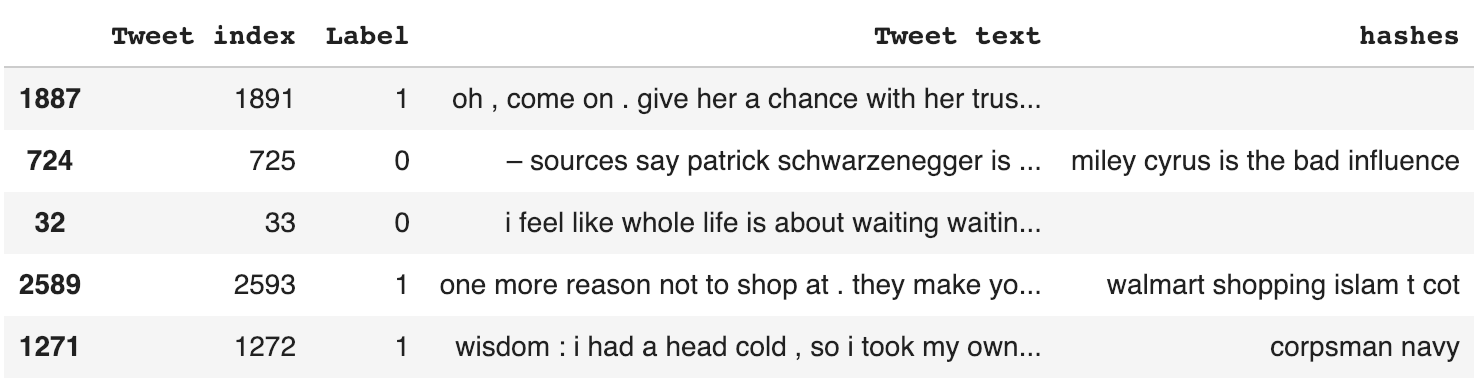 Tweet index Label Tweet text hashes
1887 1891 1 oh , come on . give her a chance with her trus...
724 725 0 – sources say patrick schwarzenegger is ... miley cyrus is the bad influence
32 33 0 i feel like whole life is about waiting waitin...
2589 2593 1 one more reason not to shop at . they make yo... walmart shopping islam t cot
1271 1272 1 wisdom : i had a head cold , so i took my own... corpsman navy